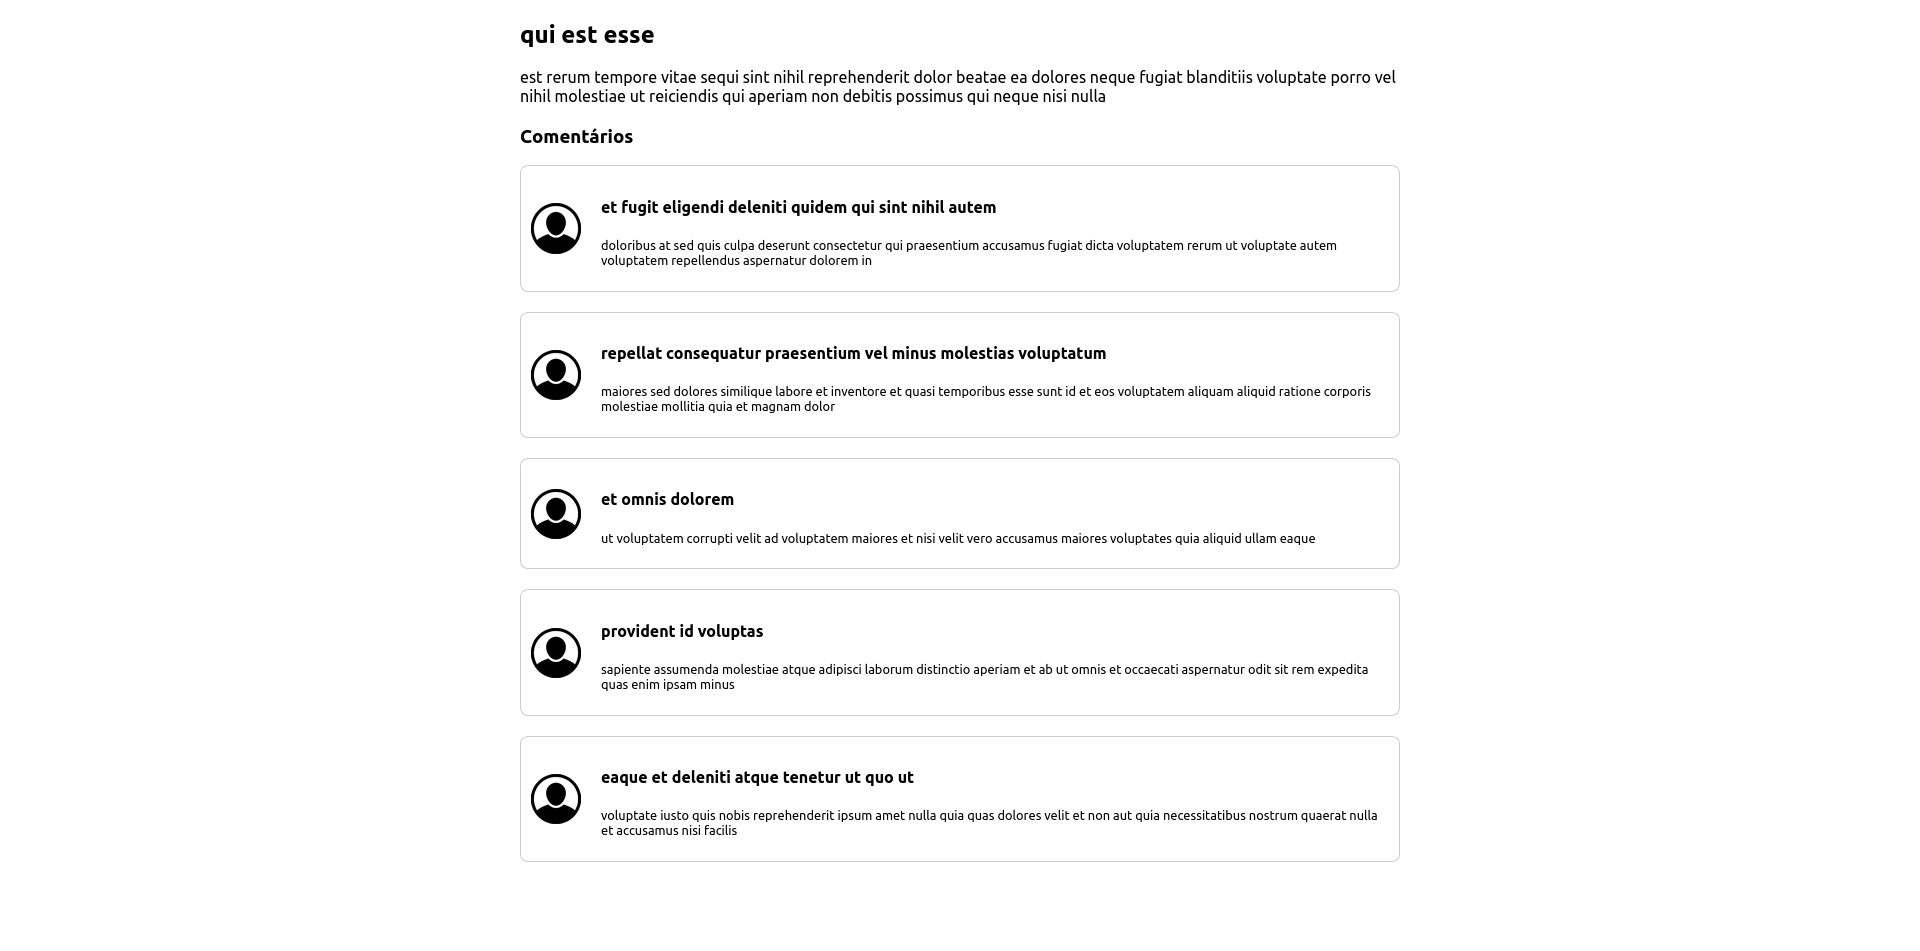 qui est esse
est rerum tempore vitae sequi sint nihil reprehenderit dolor beatae ea dolores neque fugiat blanditiis voluptate porro vel
nihil molestiae ut reiciendis qui aperiam non debitis possimus qui neque nisi nulla
Comentários
et fugit eligendi deleniti quidem qui sint nihil autem
doloribus at sed quis culpa deserunt consectetur qui praesentium accusamus fugiat dicta voluptatem rerum ut voluptate autem
voluptatem repellendus aspernatur dolorem in
repellat consequatur praesentium vel minus molestias voluptatum
maiores sed dolores similique labore et inventore et quasi temporibus esse sunt id et eos voluptatem aliquam aliquid ratione corporis
molestiae mollitia quia et magnam dolor
et omnis dolorem
ut voluptatem corrupti velit ad voluptatem maiores et nisi velit vero accusamus maiores voluptates quia aliquid ullam eaque
provident id voluptas
sapiente assumenda molestiae atque adipisci laborum distinctio aperiam et ab ut omnis et occaecati aspernatur odit sit rem expedita
quas enim ipsam minus
eaque et deleniti atque tenetur ut quo ut
voluptate iusto quis nobis reprehenderit ipsum amet nulla quia quas dolores velit et non aut quia necessitatibus nostrum quaerat nulla
et accusamus nisi facilis